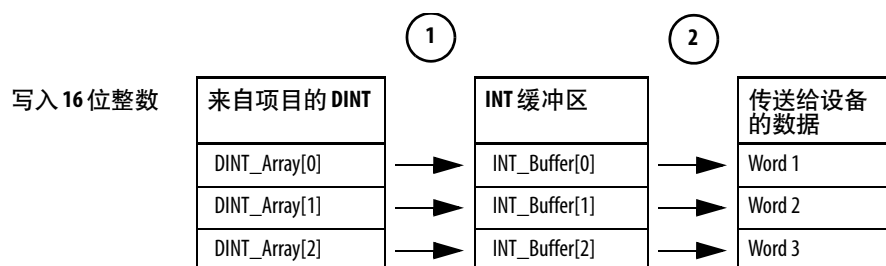 1 2
写入 16 位整数 来自项目的 DINT INT 缓冲区 传送给设备
的数据
DINT_Array[0] INT_Buffer[0] Word 1
DINT_Array[1] INT_Buffer[1] Word 2
DINT_Array[2] INT_Buffer[2] Word 3